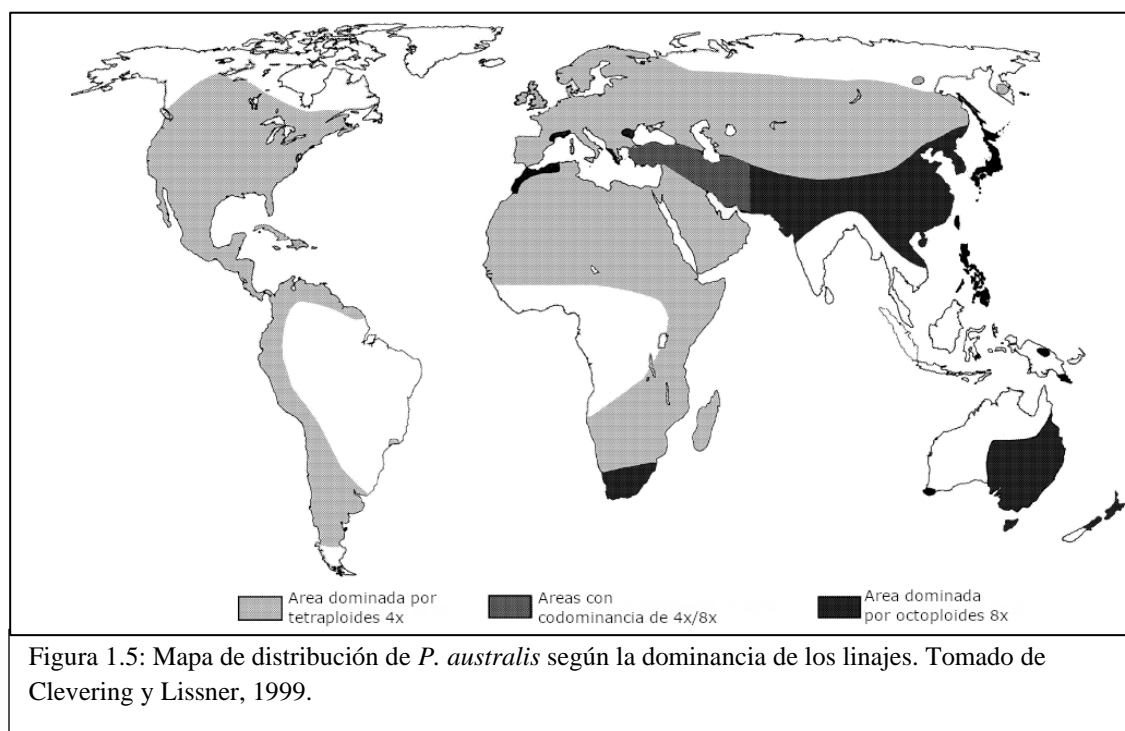 Area dominada por
tetraploides 4x
Areas con
codominancia de 4x/8x
Area dominada
por octoploides 8x
Figura 1.5: Mapa de distribución de P. australis según la dominancia de los linajes. Tomado de
Clevering y Lissner, 1999.